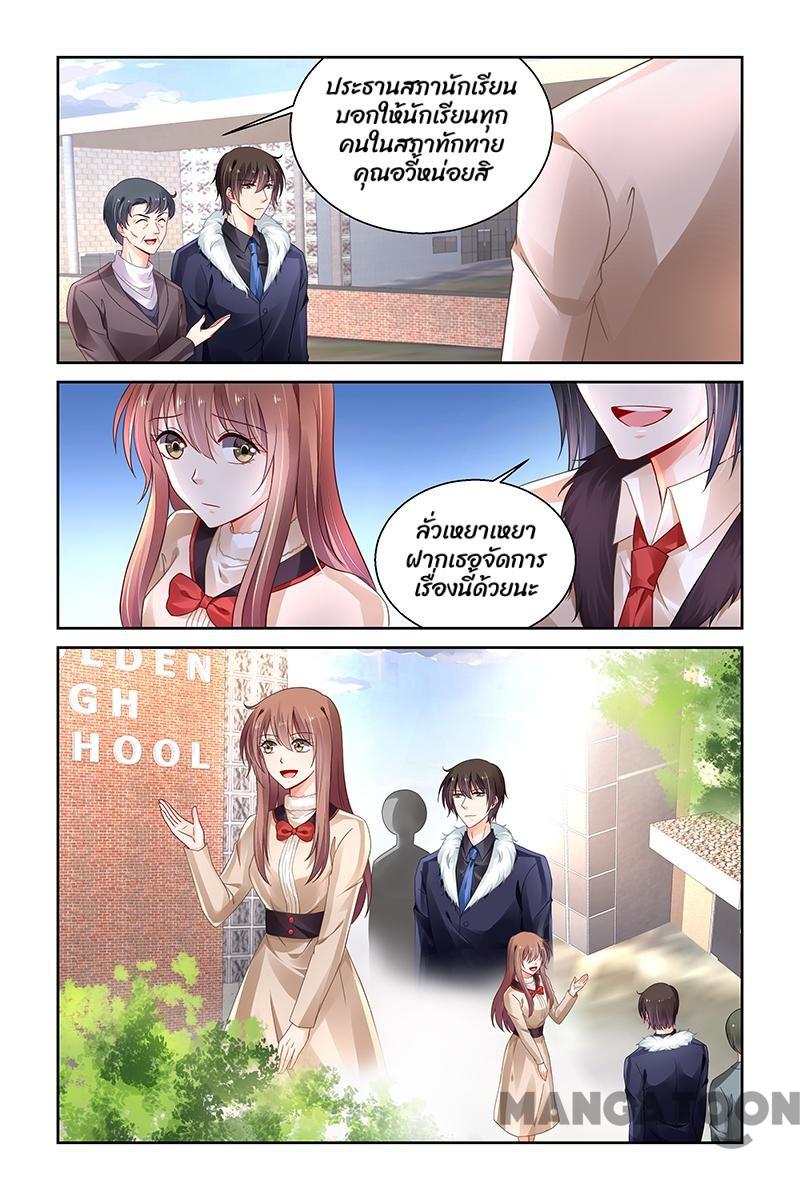 ประธานสภานักเรียน
บอกให้นักเรียนทุก
คนในสภาทักทาย
คุณอวี้หน่อยสิ
ลั่วเหยาเหยา
ฝากเธอจัดการ
เรื่องนี้ด้วยนะ
LDEN
GH
HOOL
MANGATOON